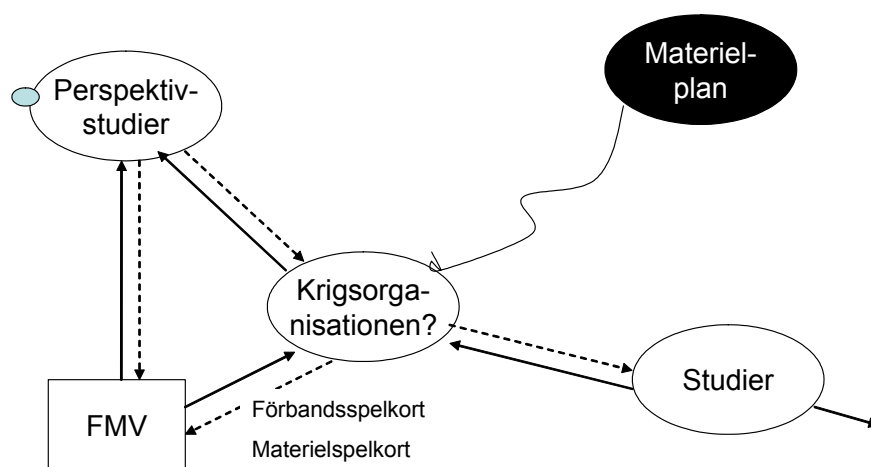 Perspektiv-
studier
Materiel-
plan
Krigsorga-
nisationen?
Studier
FMV
Förbandsspelkort
Materielspelkort